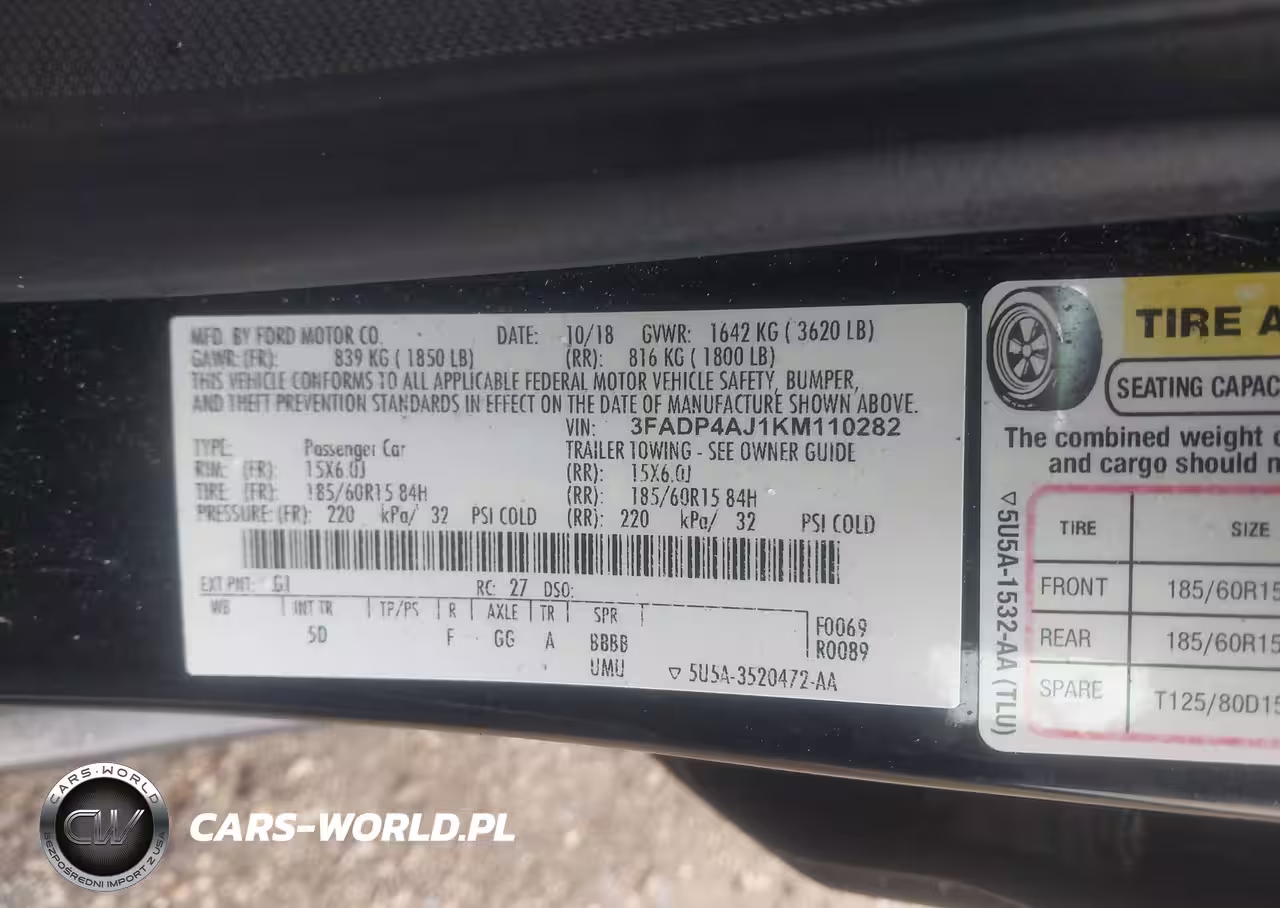 MFD. BY FORD MOTOR CO. DATE: 10/18 GVWR: 1642 KG ( 3620 LB)
GAWR: (FR): 839 KG ( 1850 LB) (RR): 816 KG ( 1800 LB)
THIS VEHICLE CONFORMS TO ALL APPLICABLE FEDERAL MOTOR VEHICLE SAFETY, BUMPER,
AND THEFT PREVENTION STANDARDS IN EFFECT ON THE DATE OF MANUFACTURE SHOWN ABOVE.
VIN: 3FADP4AJ1KM110282
TYPE: Passenger Car TRAILER TOWING - SEE OWNER GUIDE
RIM: (FR): 15X6.0J (RR): 15X6.0J
TIRE (FR): 185/60R15 84H (RR): 185/60R15 84H
PRESSURE: (FR): 220 kPa/ 32 PSI COLD (RR): 220 kPa/ 32 PSI COLD
EXT PNT: G1 RC: 27 DSO:
WB INT TR TP/PS R AXLE TR SPR
5D F GG A BBBB
UMU
F0069
R0089
▽ 5U5A-3520472-AA
TIRE A
SEATING CAPAC
The combined weight
and cargo should
▽5U5A-1532-AA (TLU)
TIRE SIZE
FRONT 185/60R15
REAR 185/60R15
SPARE T125/80D15
CARS-WORLD
CW
BEZPOŚREDNI IMPORT Z USA
CARS-WORLD.PL